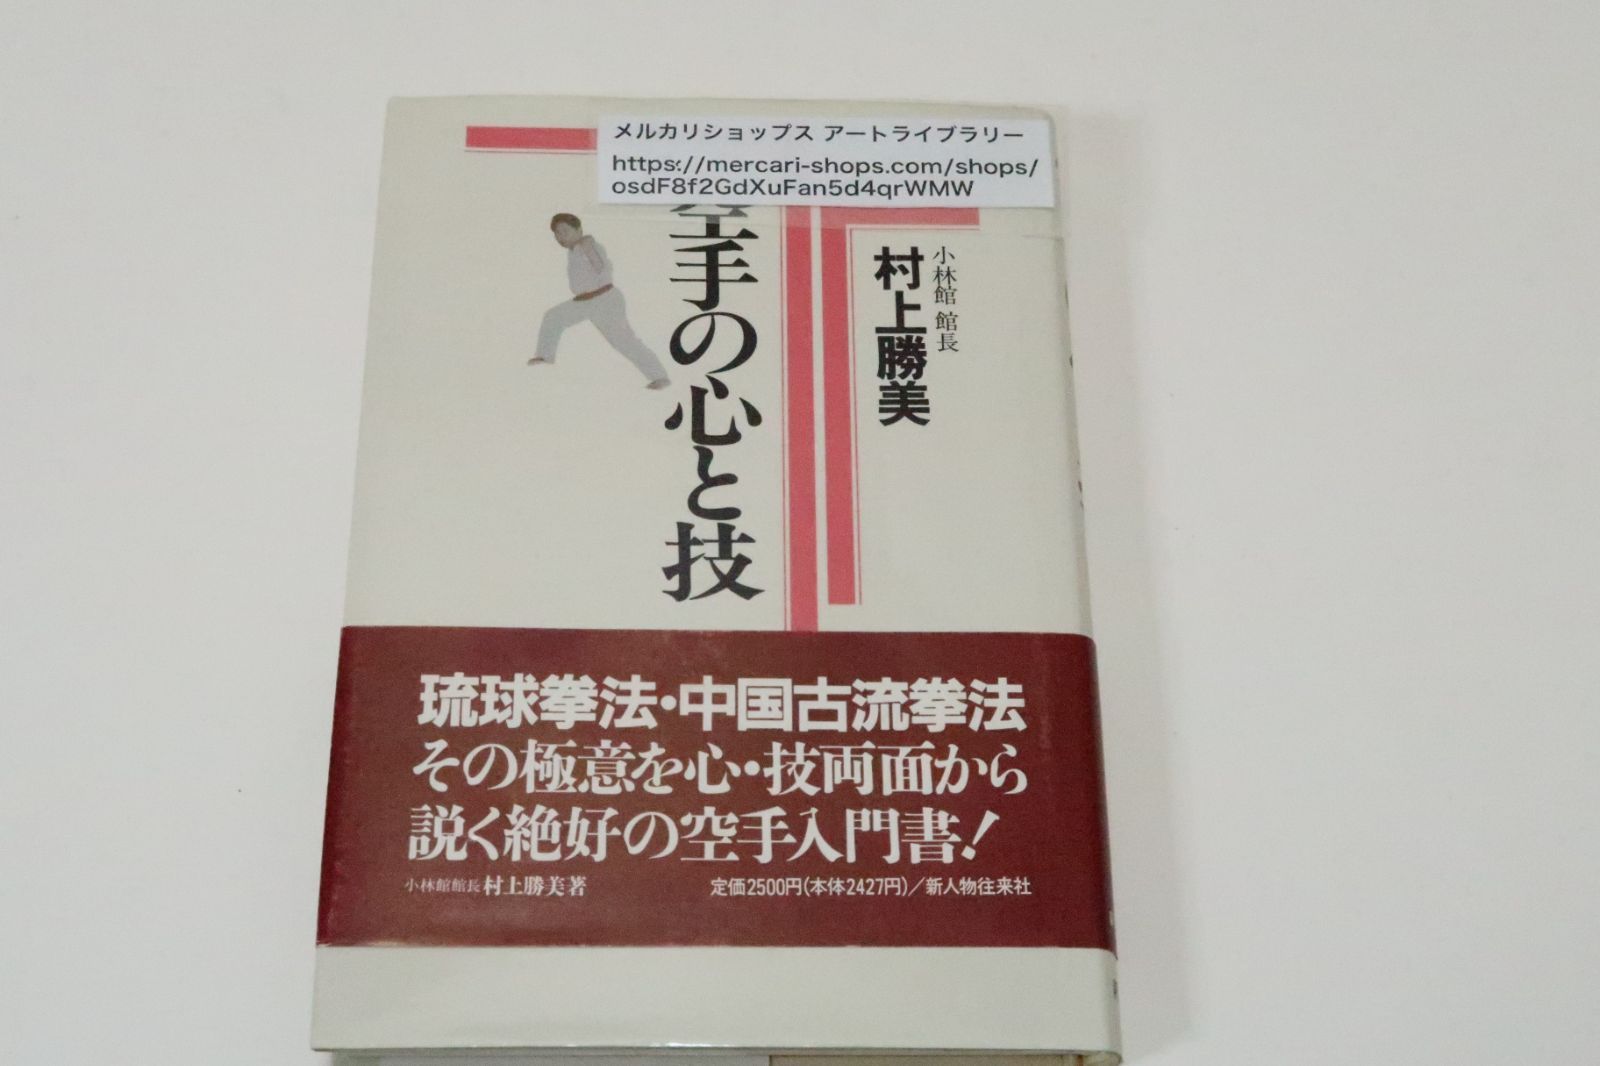 メルカリショップス アートライブラリー
https://mercari-shops.com/shops/
osdF8f2GdXuFan5d4qrWMW
小林館 館長
村上勝美
空手の心と技
琉球拳法・中国古流拳法
その極意を心・技両面から
説く絶好の空手入門書!
小林館館長 村上勝美著
定価2500円(本体2427円)/新人物往来社